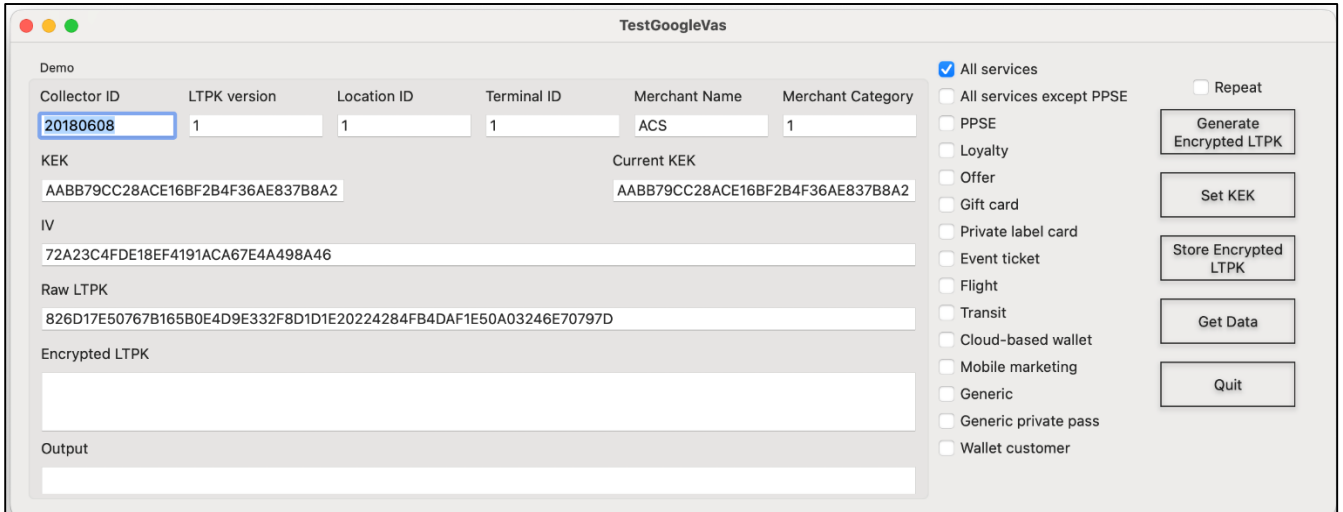 TestGoogleVas
Demo
Collector ID LTPK version Location ID Terminal ID Merchant Name Merchant Category
20180608 1 1 1 ACS 1
KEK Current KEK
AABB79CC28ACE16BF2B4F36AE837B8A2 AABB79CC28ACE16BF2B4F36AE837B8A2
IV
72A23C4FDE18EF4191ACA67E4A498A46
Raw LTPK
826D17E50767B165B0E4D9E332F8D1D1E20224284FB4DAF1E50A03246E70797D
Encrypted LTPK
Output
All services
All services except PPSE
PPSE
Loyalty
Offer
Gift card
Private label card
Event ticket
Flight
Transit
Cloud-based wallet
Mobile marketing
Generic
Generic private pass
Wallet customer
Repeat
Generate
Encrypted LTPK
Set KEK
Store Encrypted
LTPK
Get Data
Quit